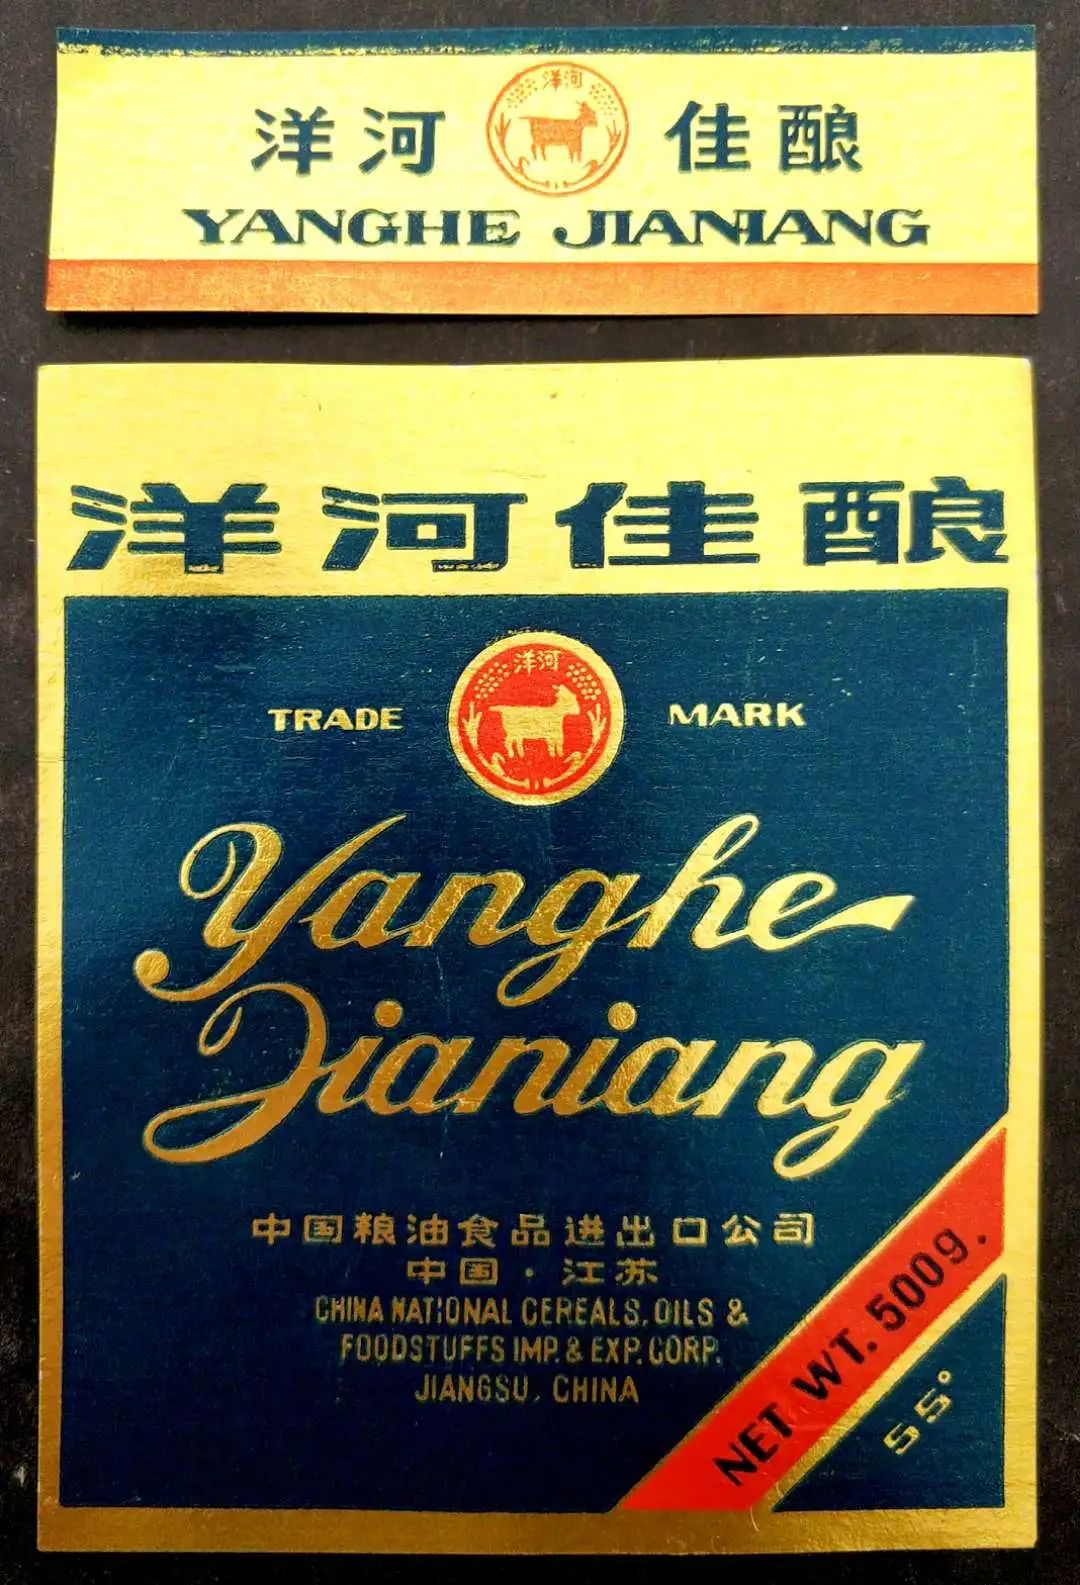 洋河
洋河 佳酿
YANGHE JIANIANG
洋河佳酿
洋河
TRADE MARK
Yanghe
Jianiang
中国粮油食品进出口公司
中国·江苏
CHINA NATIONAL CEREALS, OILS &
FOODSTUFFS IMP. & EXP. CORP.
JIANGSU, CHINA
NET WT. 500g.
55°